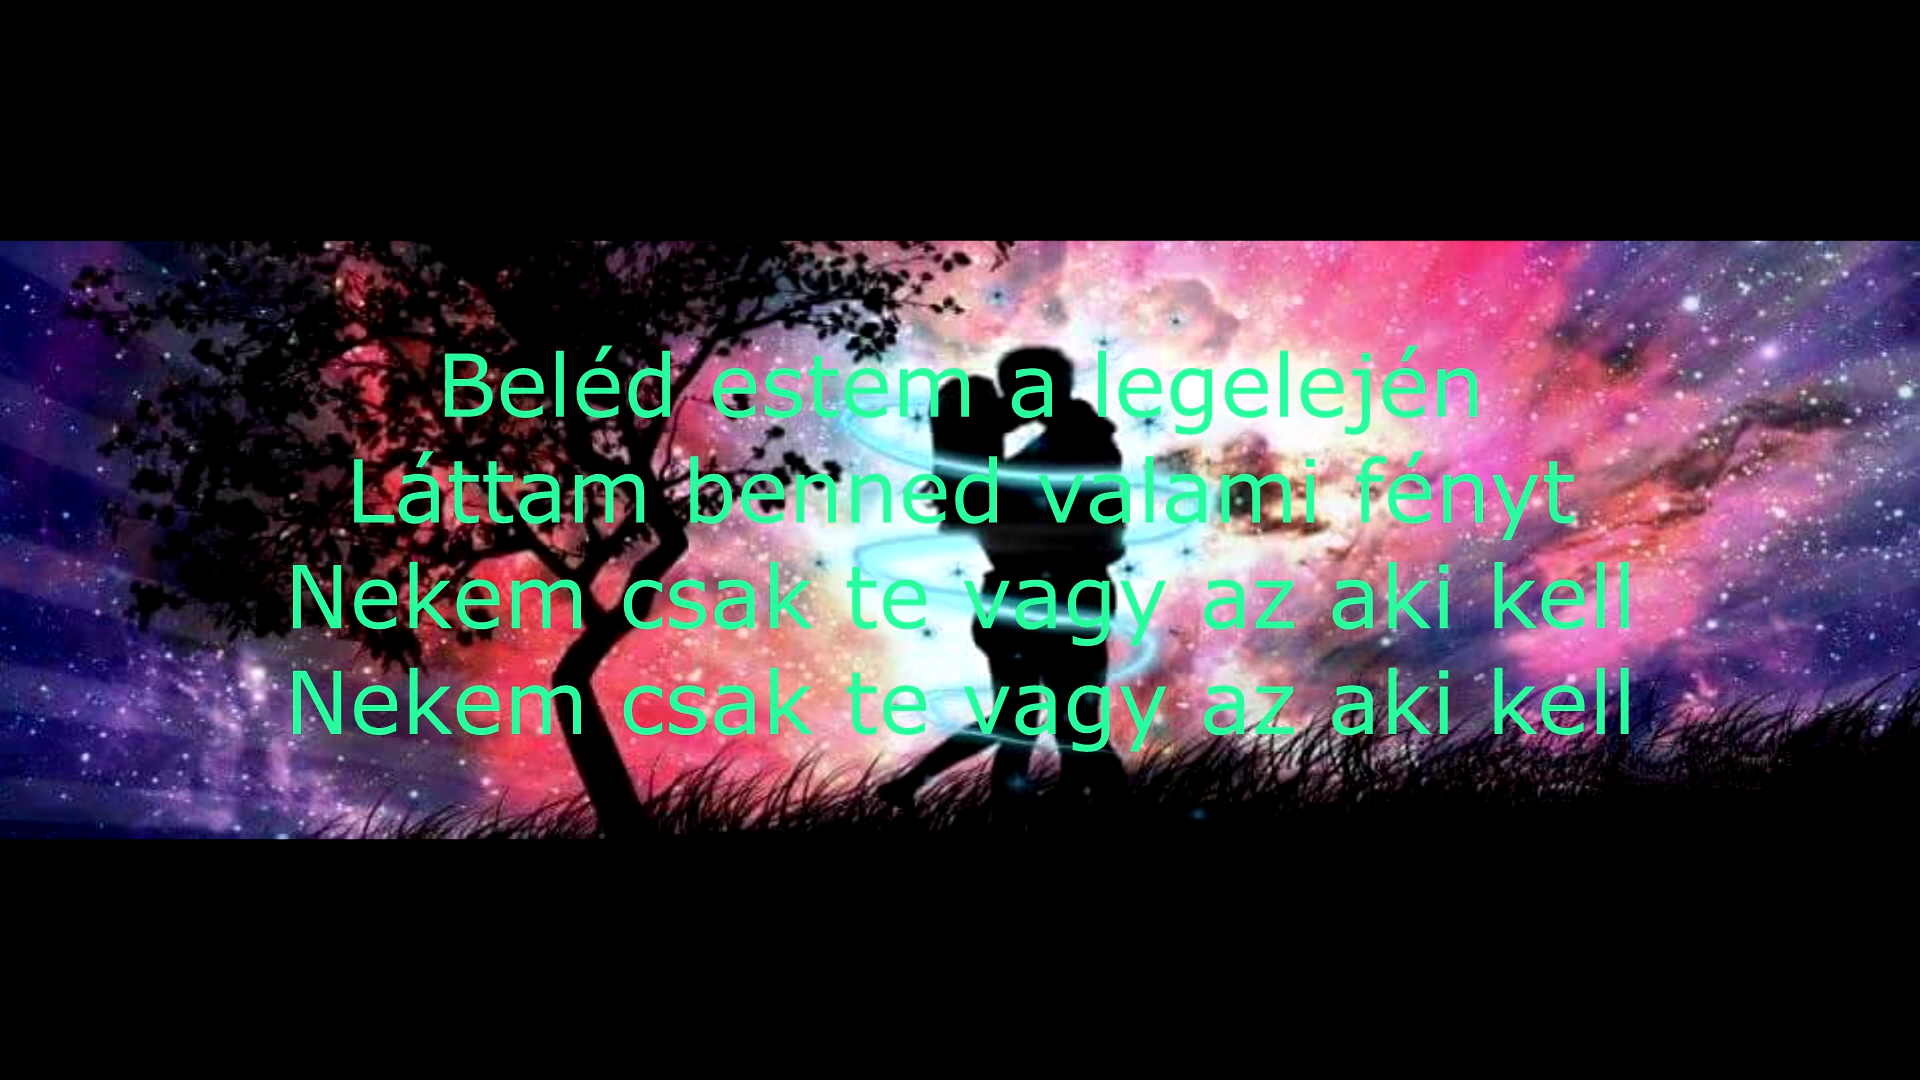 Beléd estem a legelején
Láttam benned valami fényt
Nekem csak te vagy az aki kell
Nekem csak te vagy az aki kell